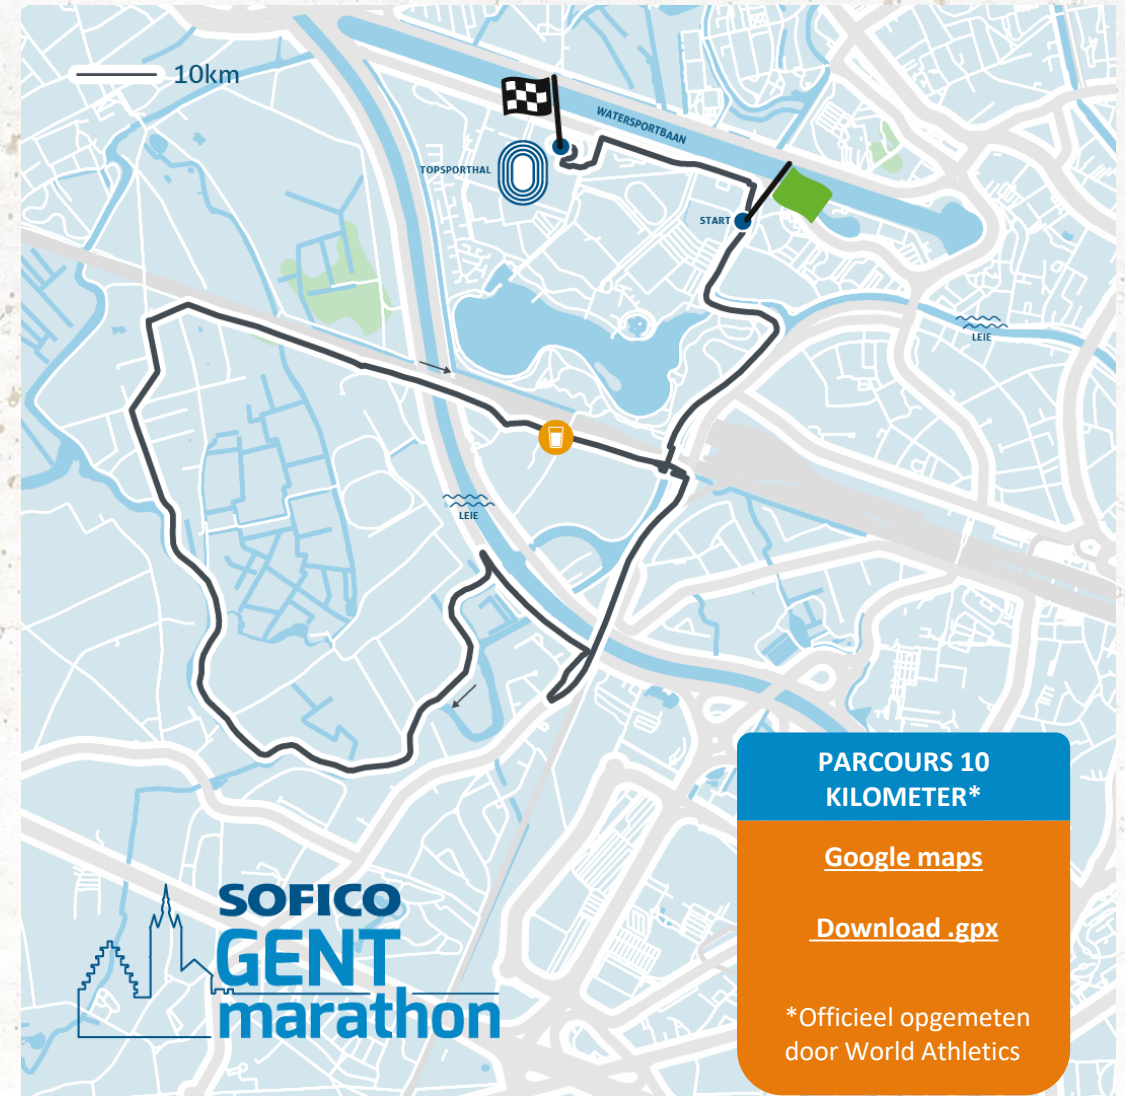 10km
WATERSPORTBAAN
TOPSPORTHAL
START
LEIE
LEIE
PARCOURS 10
KILOMETER*
Google maps
Download .gpx
*Officieel opgemeten
door World Athletics
SOFICO
GENT
marathon